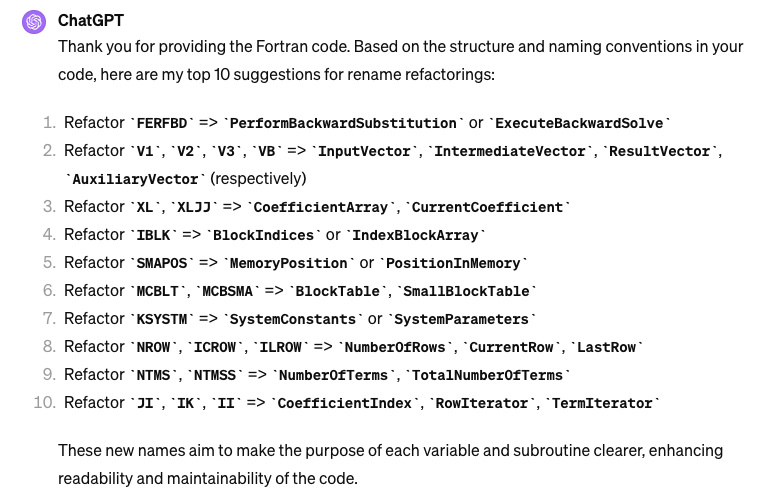 ChatGPT
Thank you for providing the Fortran code. Based on the structure and naming conventions in your
code, here are my top 10 suggestions for rename refactorings:
1. Refactor `FERFBD` => `PerformBackwardSubstitution` or `ExecuteBackwardSolve`
2. Refactor `V1`, `V2`, `V3`, `VB` => `InputVector`, `IntermediateVector`, `ResultVector`,
`AuxiliaryVector` (respectively)
3. Refactor `XL`, `XLJJ` => `CoefficientArray`, `CurrentCoefficient`
4. Refactor `IBLK` => `BlockIndices` or `IndexBlockArray`
5. Refactor `SMAPOS` => `MemoryPosition` or `PositionInMemory`
6. Refactor `MCBLT`, `MCBSMA` => `BlockTable`, `SmallBlockTable`
7. Refactor `KSYSTM` => `SystemConstants` or `SystemParameters`
8. Refactor `NROW`, `ICROW`, `ILROW` => `NumberOfRows`, `CurrentRow`, `LastRow`
9. Refactor `NTMS`, `NTMSS` => `NumberOfTerms`, `TotalNumberOfTerms`
10. Refactor `JI`, `IK`, `II` => `CoefficientIndex`, `RowIterator`, `TermIterator`
These new names aim to make the purpose of each variable and subroutine clearer, enhancing
readability and maintainability of the code.